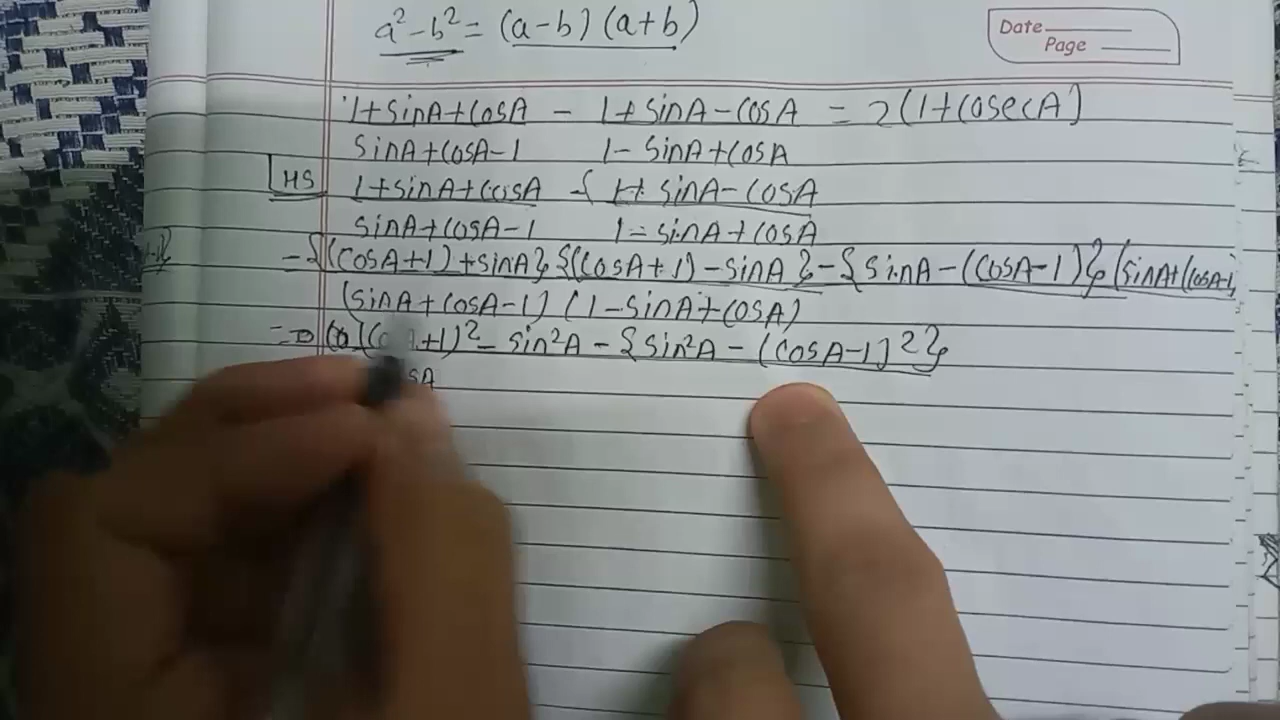 a² - b² = (a-b) (a+b)
Date
Page
1+sinA+cosA - 1+sinA-cosA = 2(1+cosecA)
sinA+cosA-1 1-sinA+cosA
LHS 1+sinA+cosA -{ 1+ sinA-cosA
sinA+cosA-1 1-sinA+cosA
={(cosA+1)+sinA}{(cosA+1)-sinA}-{sinA-(cosA-1)}{sinA+(cosA-1)
(sinA+cosA-1) (1-sinA+cosA)
+1)² - sin²A - {sin²A - (cosA-1)²}